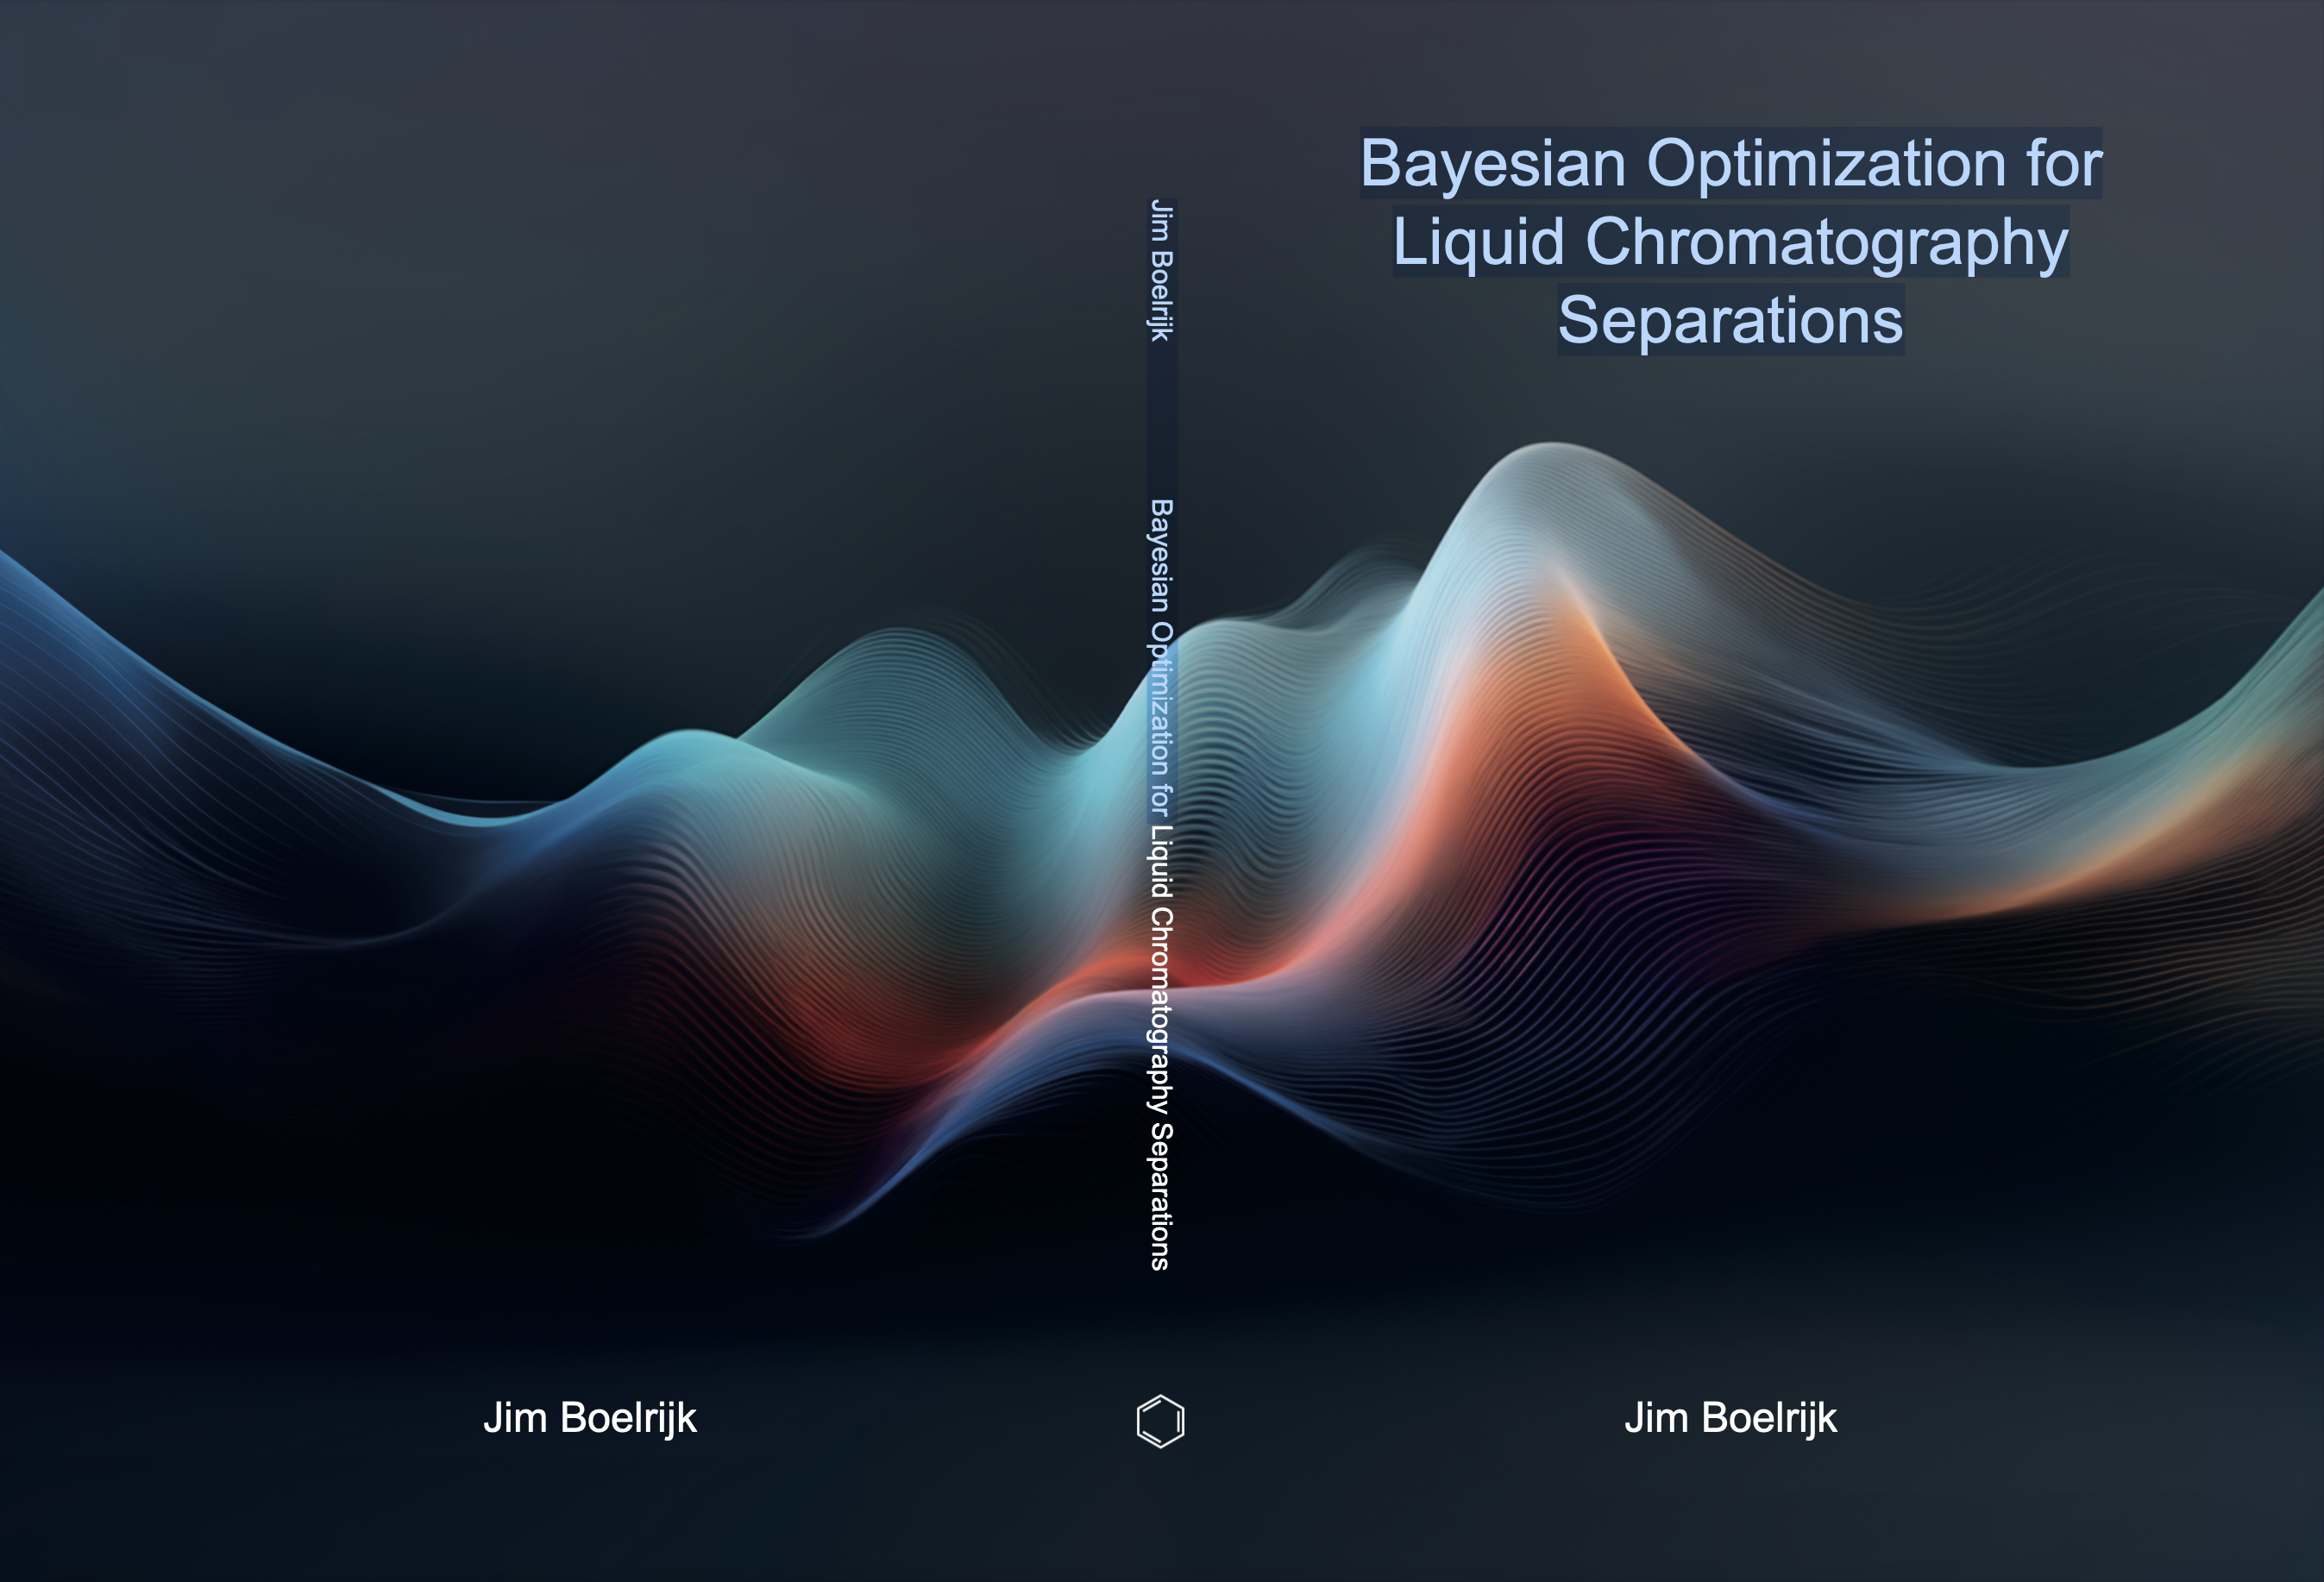 Bayesian Optimization for
Liquid Chromatography
Separations
Jim Boelrijk Bayesian Optimization for Liquid Chromatography Separations
Jim Boelrijk
Jim Boelrijk